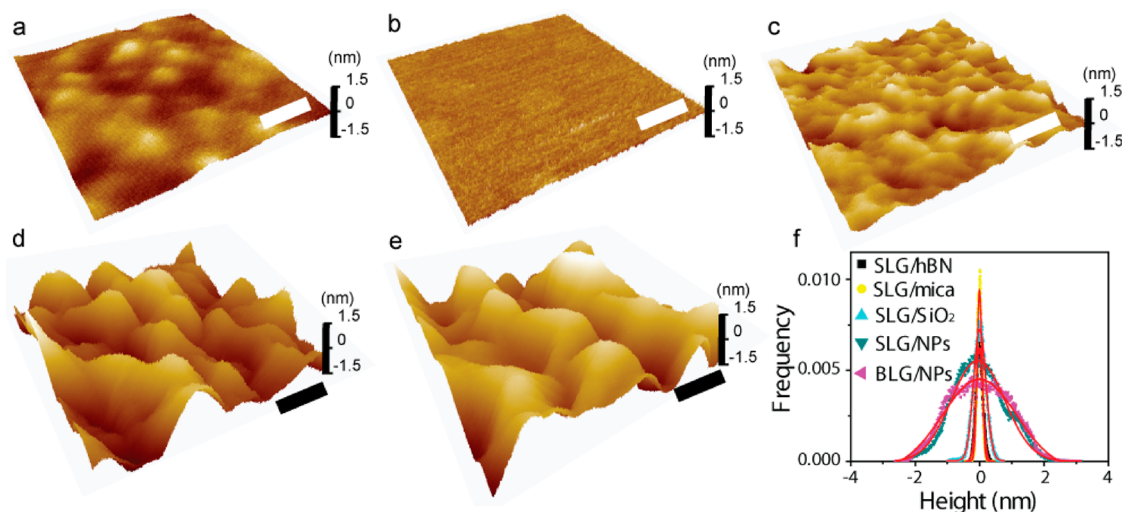 a
(nm)
1.5
0
-1.5
b
(nm)
1.5
0
-1.5
c
(nm)
1.5
0
-1.5
d
(nm)
1.5
0
-1.5
e
(nm)
1.5
0
-1.5
f
SLG/hBN
SLG/mica
SLG/SiO₂
SLG/NPs
BLG/NPs
Frequency
0.010
0.005
0.000
-4 -2 0 2 4
Height (nm)